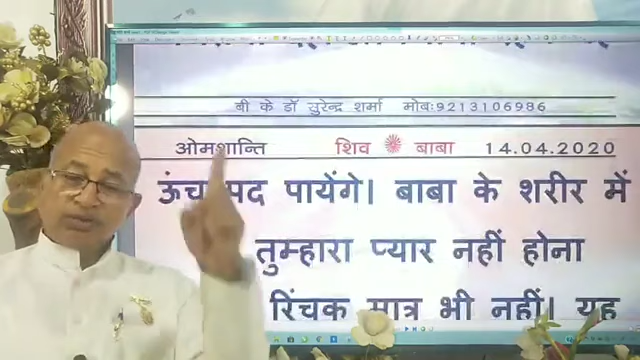 बी के डॉ सुरेन्द्र शर्मा मोबः9213106986
ओमशान्ति शिव बाबा 14.04.2020
ऊंच पद पायेंगे। बाबा के शरीर में
तुम्हारा प्यार नहीं होना
रिंचक मात्र भी नहीं। यह